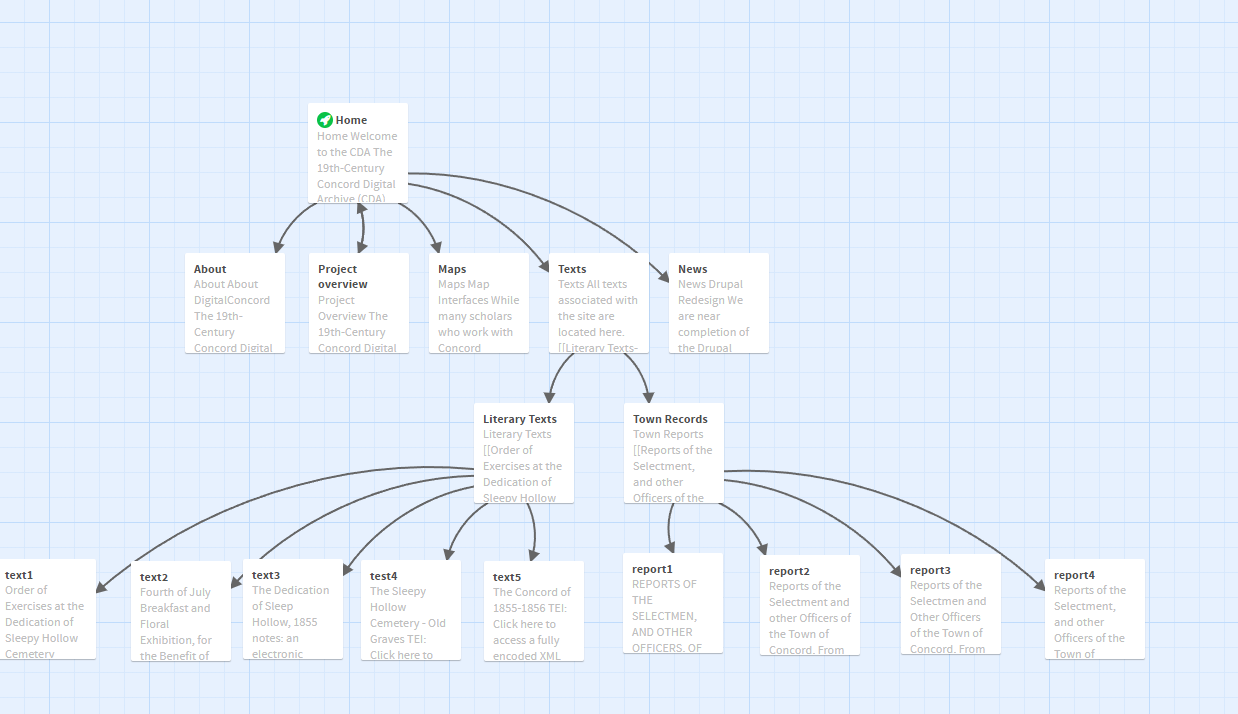 Home
Home Welcome
to the CDA The
19th-Century
Concord Digital
Archive (CDA)
About
About About
DigitalConcord
The 19th-
Century
Concord Digital
Project
overview
Project
Overview The
19th-Century
Concord Digital
Maps
Maps Map
Interfaces While
many scholars
who work with
Concord
Texts
Texts All texts
associated with
the site are
located here.
[[Literary Texts-
News
News Drupal
Redesign We
are near
completion of
the Drupal
Literary Texts
Literary Texts
[[Order of
Exercises at the
Dedication of
Sleepy Hollow
Town Records
Town Reports
[[Reports of the
Selectment,
and other
Officers of the
text1
Order of
Exercises at the
Dedication of
Sleepy Hollow
Cemetery
text2
Fourth of July
Breakfast and
Floral
Exhibition, for
the Benefit of
text3
The Dedication
of Sleep
Hollow, 1855
notes: an
electronic
test4
The Sleepy
Hollow
Cemetery - Old
Graves TEI:
Click here to
text5
The Concord of
1855-1856 TEI:
Click here to
access a fully
encoded XML
report1
REPORTS OF
THE
SELECTMEN,
AND OTHER
OFFICERS, OF
report2
Reports of the
Selectment and
other Officers of
the Town of
Concord. From
report3
Reports of the
Selectmen and
Other Officers
of the Town of
Concord. From
report4
Reports of the
Selectment,
and other
Officers of the
Town of